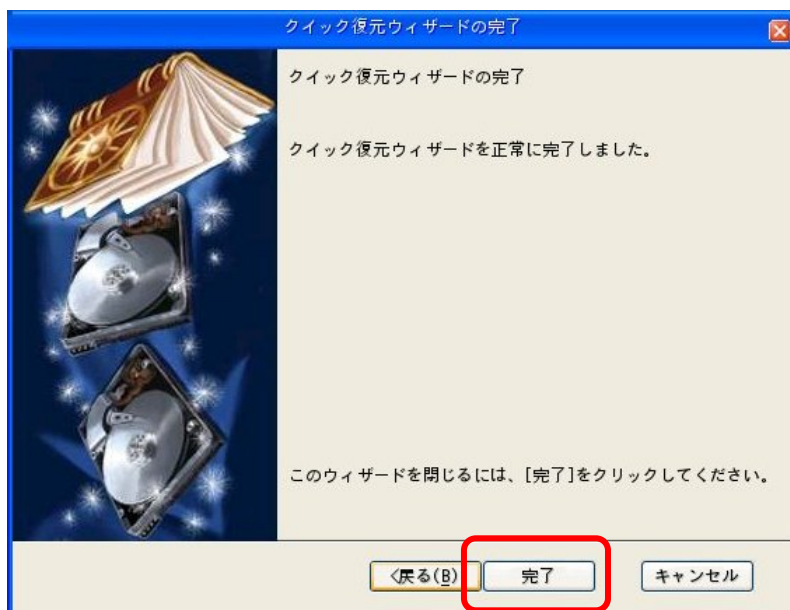 クイック復元ウィザードの完了
クイック復元ウィザードの完了
クイック復元ウィザードを正常に完了しました。
このウィザードを閉じるには、[完了]をクリックしてください。
<戻る(B)
完了
キャンセル